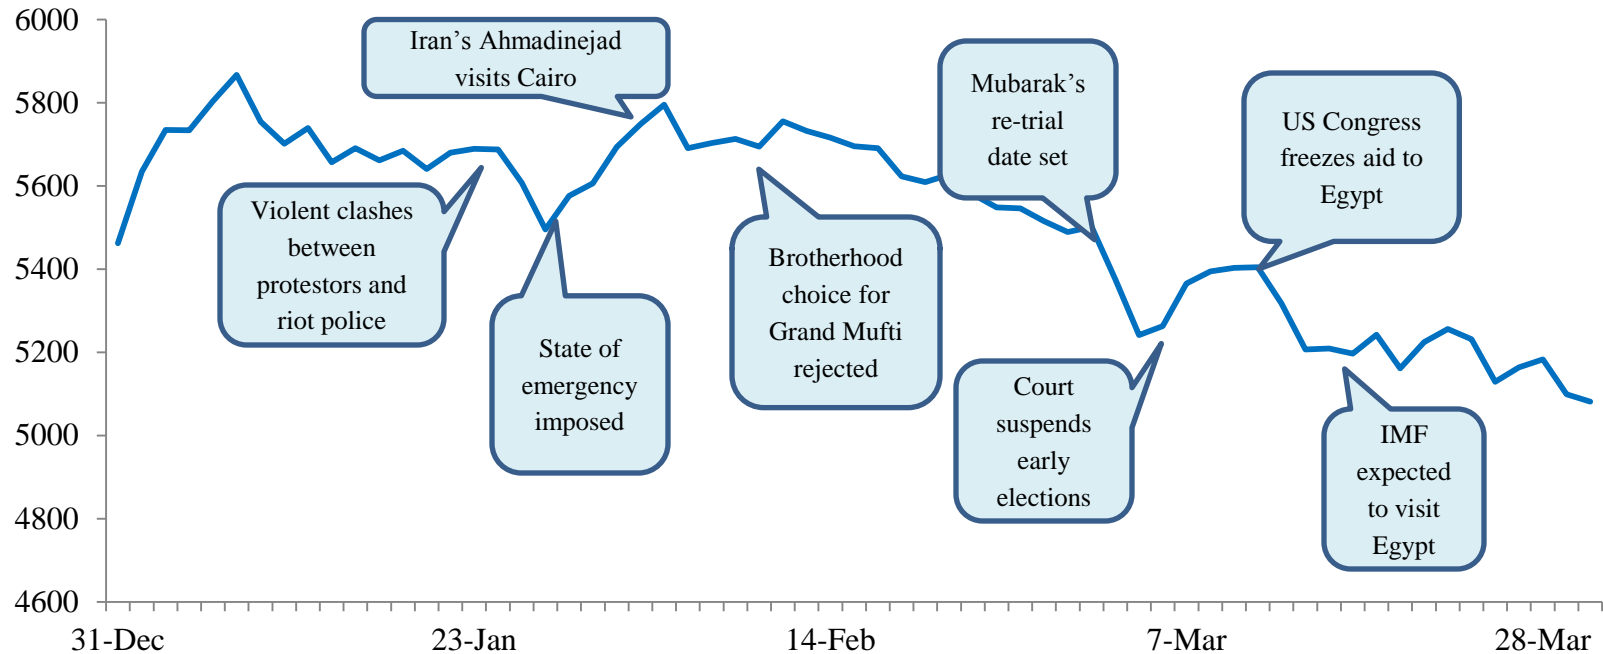 6000
5800
5600
5400
5200
5000
4800
4600
31-Dec
23-Jan
14-Feb
7-Mar
28-Mar
Violent clashes
between
protestors and
riot police
Iran’s Ahmadinejad
visits Cairo
State of
emergency
imposed
Brotherhood
choice for
Grand Mufti
rejected
Mubarak’s
re-trial
date set
Court
suspends
early
elections
US Congress
freezes aid to
Egypt
IMF
expected
to visit
Egypt